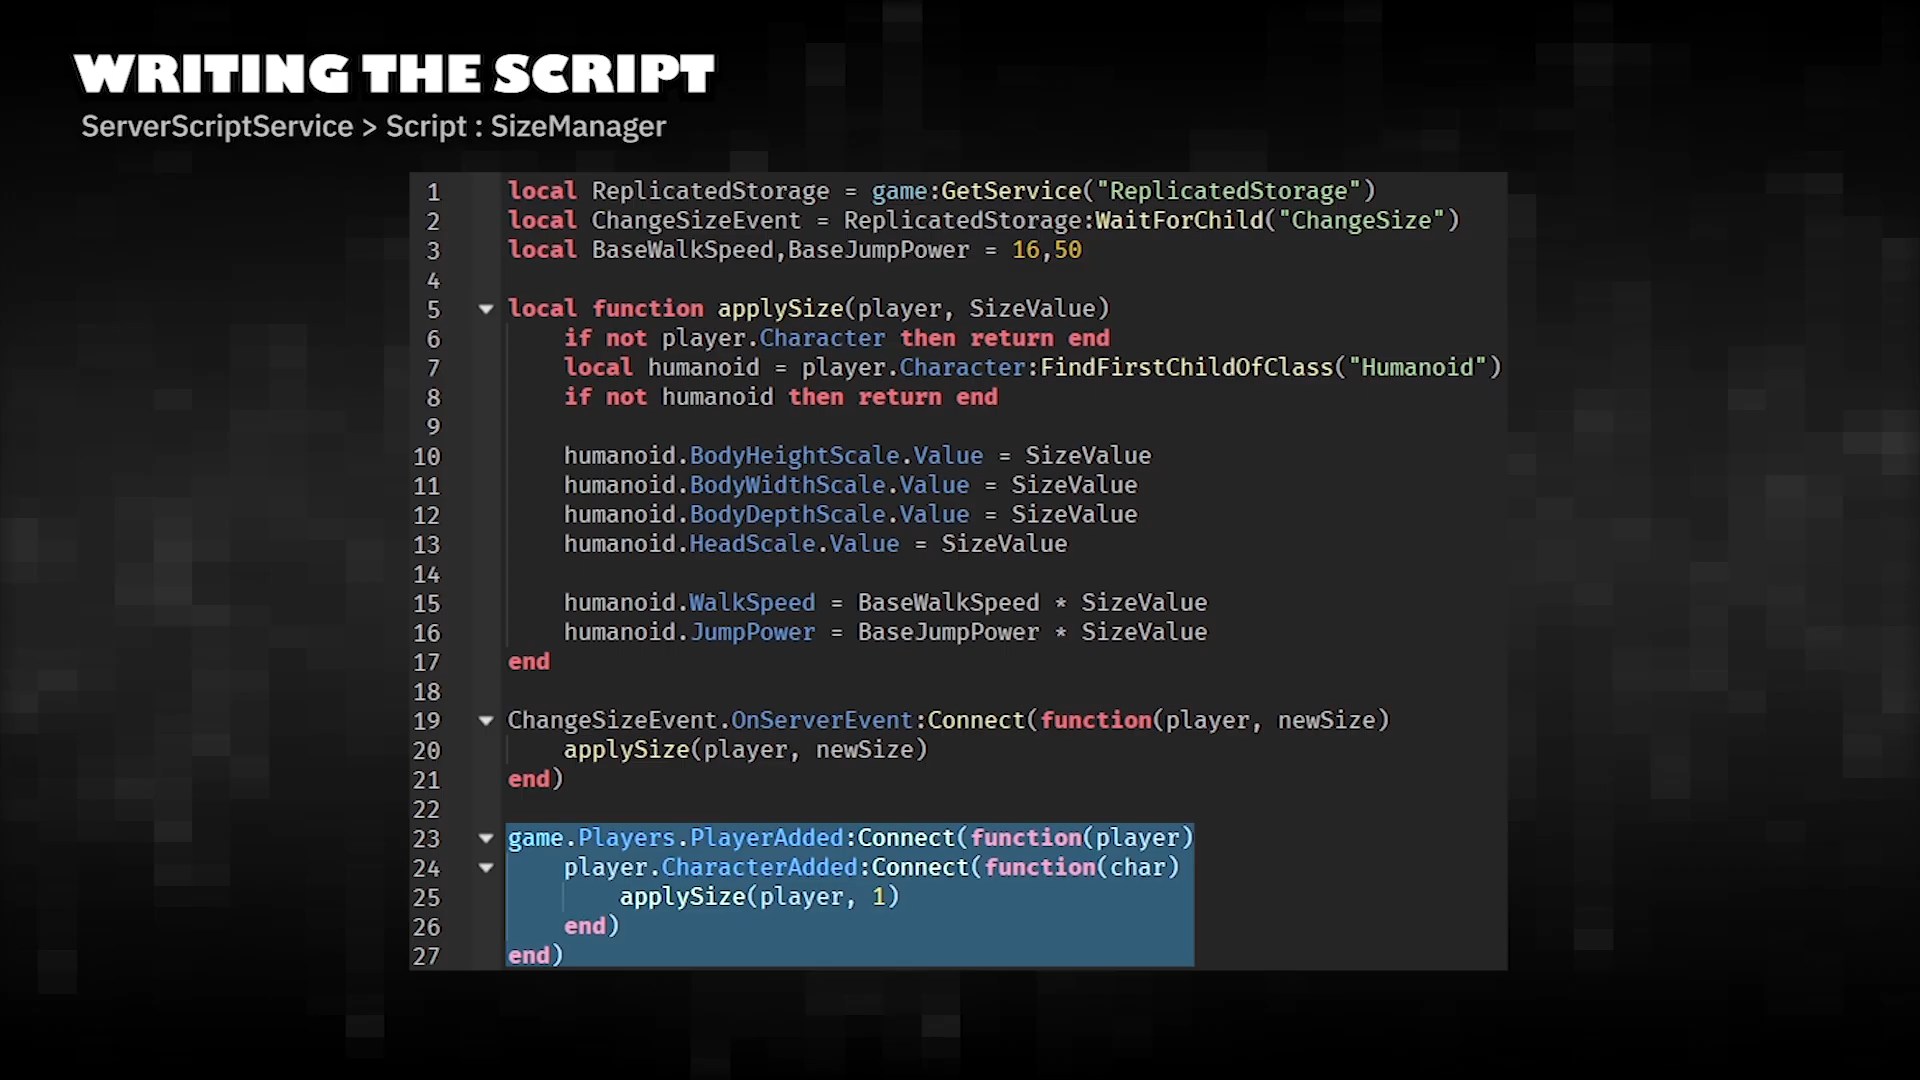 WRITING THE SCRIPT
ServerScriptService > Script : SizeManager
1 local ReplicatedStorage = game:GetService("ReplicatedStorage")
2 local ChangeSizeEvent = ReplicatedStorage:WaitForChild("ChangeSize")
3 local BaseWalkSpeed,BaseJumpPower = 16,50
4
5 local function applySize(player, SizeValue)
6 if not player.Character then return end
7 local humanoid = player.Character:FindFirstChildOfClass("Humanoid")
8 if not humanoid then return end
9
10 humanoid.BodyHeightScale.Value = SizeValue
11 humanoid.BodyWidthScale.Value = SizeValue
12 humanoid.BodyDepthScale.Value = SizeValue
13 humanoid.HeadScale.Value = SizeValue
14
15 humanoid.WalkSpeed = BaseWalkSpeed * SizeValue
16 humanoid.JumpPower = BaseJumpPower * SizeValue
17 end
18
19 ChangeSizeEvent.OnServerEvent:Connect(function(player, newSize)
20 applySize(player, newSize)
21 end)
22
23 game.Players.PlayerAdded:Connect(function(player)
24 player.CharacterAdded:Connect(function(char)
25 applySize(player, 1)
26 end)
27 end)